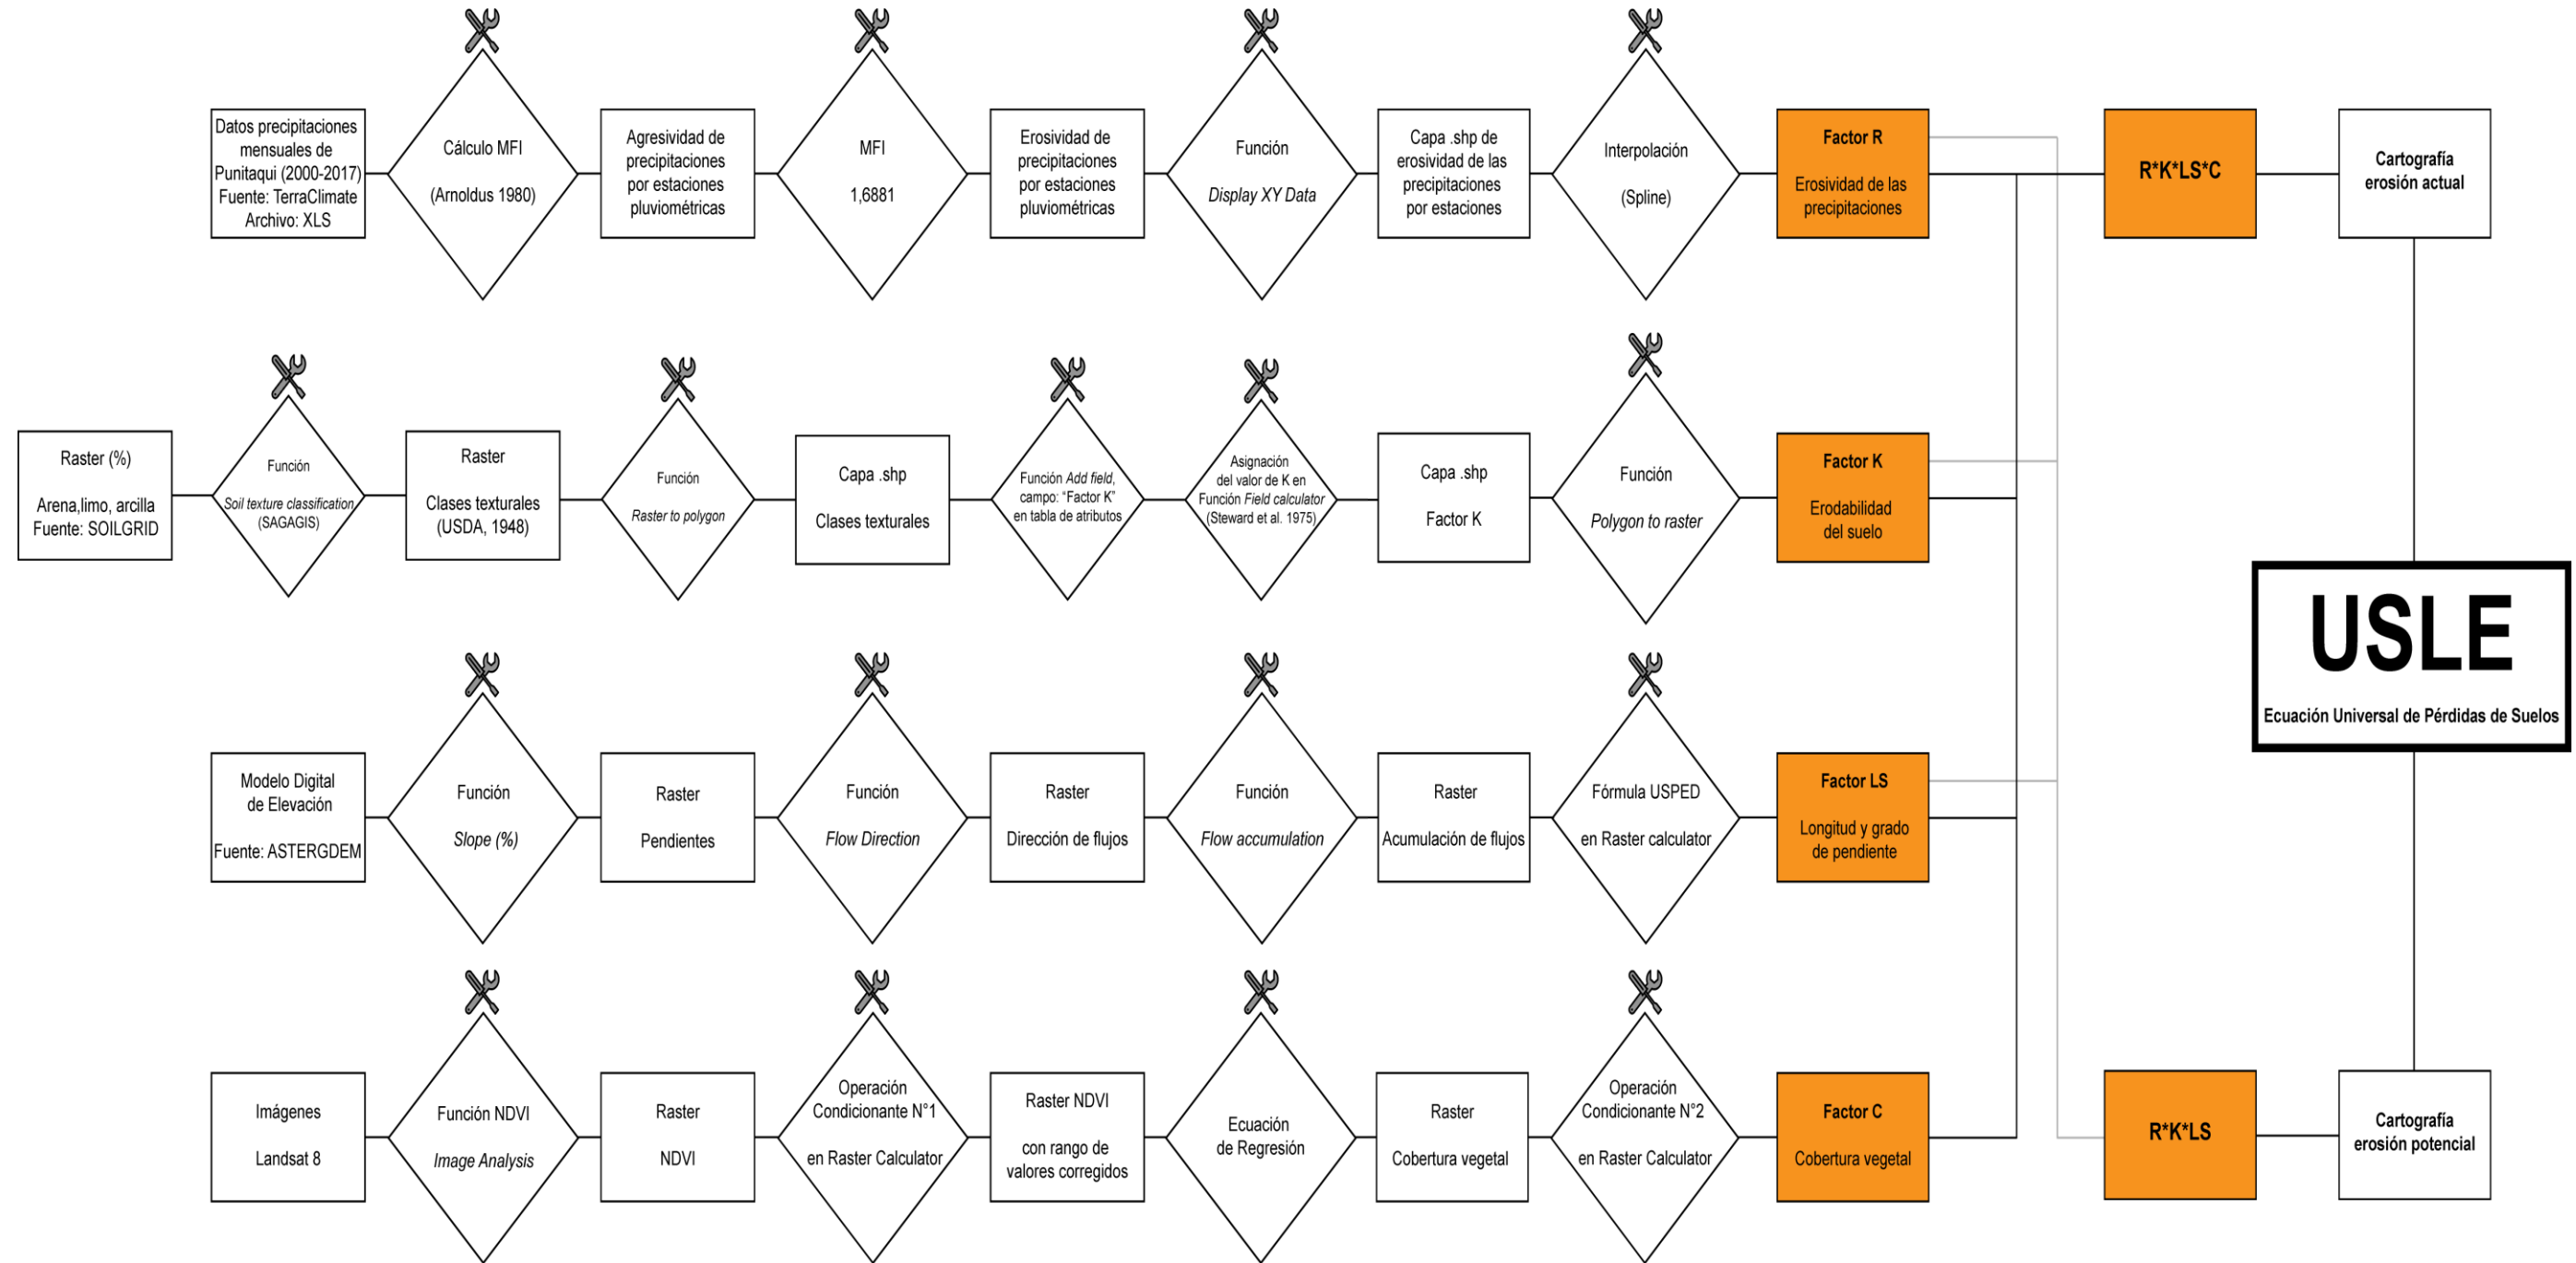 Datos precipitaciones
mensuales de
Punitaqui (2000-2017)
Fuente: TerraClimate
Archivo: XLS
Cálculo MFI
(Arnoldus 1980)
Agresividad de
precipitaciones
por estaciones
pluviométricas
MFI
1,6881
Erosividad de
precipitaciones
por estaciones
pluviométricas
Función
Display XY Data
Capa .shp de
erosividad de las
precipitaciones
por estaciones
Interpolación
(Spline)
Factor R
Erosividad de las
precipitaciones
R*K*LS*C
Cartografía
erosión actual
Raster (%)
Arena,limo, arcilla
Fuente: SOILGRID
Función
Soil texture classification
(SAGAGIS)
Raster
Clases texturales
(USDA, 1948)
Función
Raster to polygon
Capa .shp
Clases texturales
Función Add field,
campo: “Factor K”
en tabla de atributos
Asignación
del valor de K en
Función Field calculator
(Steward et al. 1975)
Capa .shp
Factor K
Función
Polygon to raster
Factor K
Erodabilidad
del suelo
USLE
Ecuación Universal de Pérdidas de Suelos
Modelo Digital
de Elevación
Fuente: ASTERGDEM
Función
Slope (%)
Raster
Pendientes
Función
Flow Direction
Raster
Dirección de flujos
Función
Flow accumulation
Raster
Acumulación de flujos
Fórmula USPED
en Raster calculator
Factor LS
Longitud y grado
de pendiente
Imágenes
Landsat 8
Función NDVI
Image Analysis
Raster
NDVI
Operación
Condicionante N°1
en Raster Calculator
Raster NDVI
con rango de
valores corregidos
Ecuación
de Regresión
Raster
Cobertura vegetal
Operación
Condicionante N°2
en Raster Calculator
Factor C
Cobertura vegetal
R*K*LS
Cartografía
erosión potencial